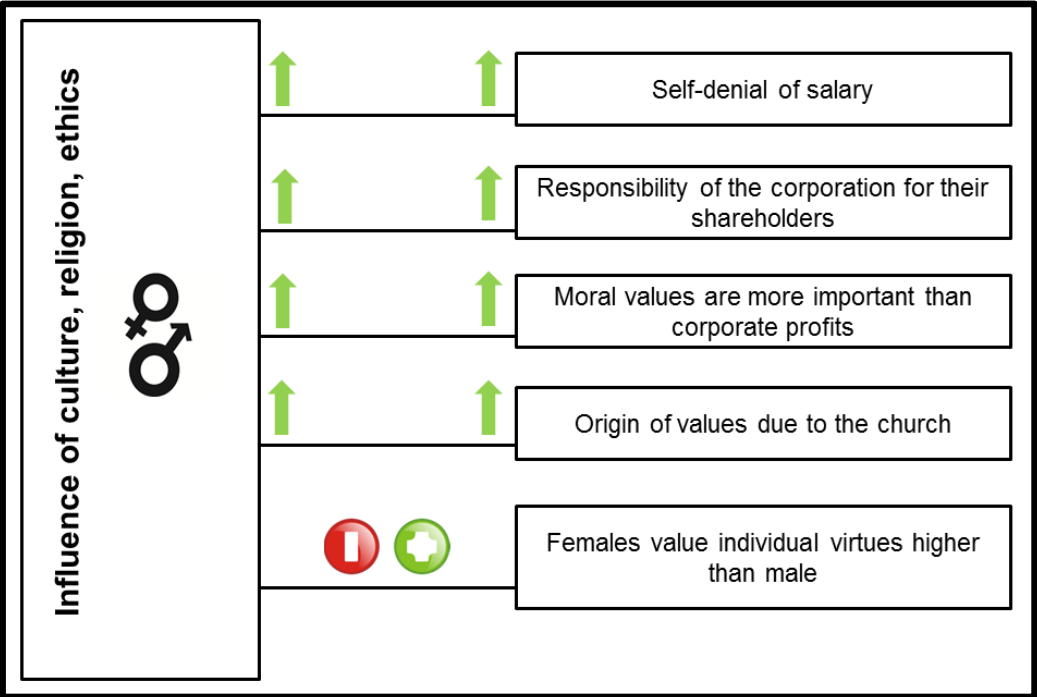 Influence of culture, religion, ethics
Self-denial of salary
Responsibility of the corporation for their
shareholders
Moral values are more important than
corporate profits
Origin of values due to the church
Females value individual virtues higher
than male